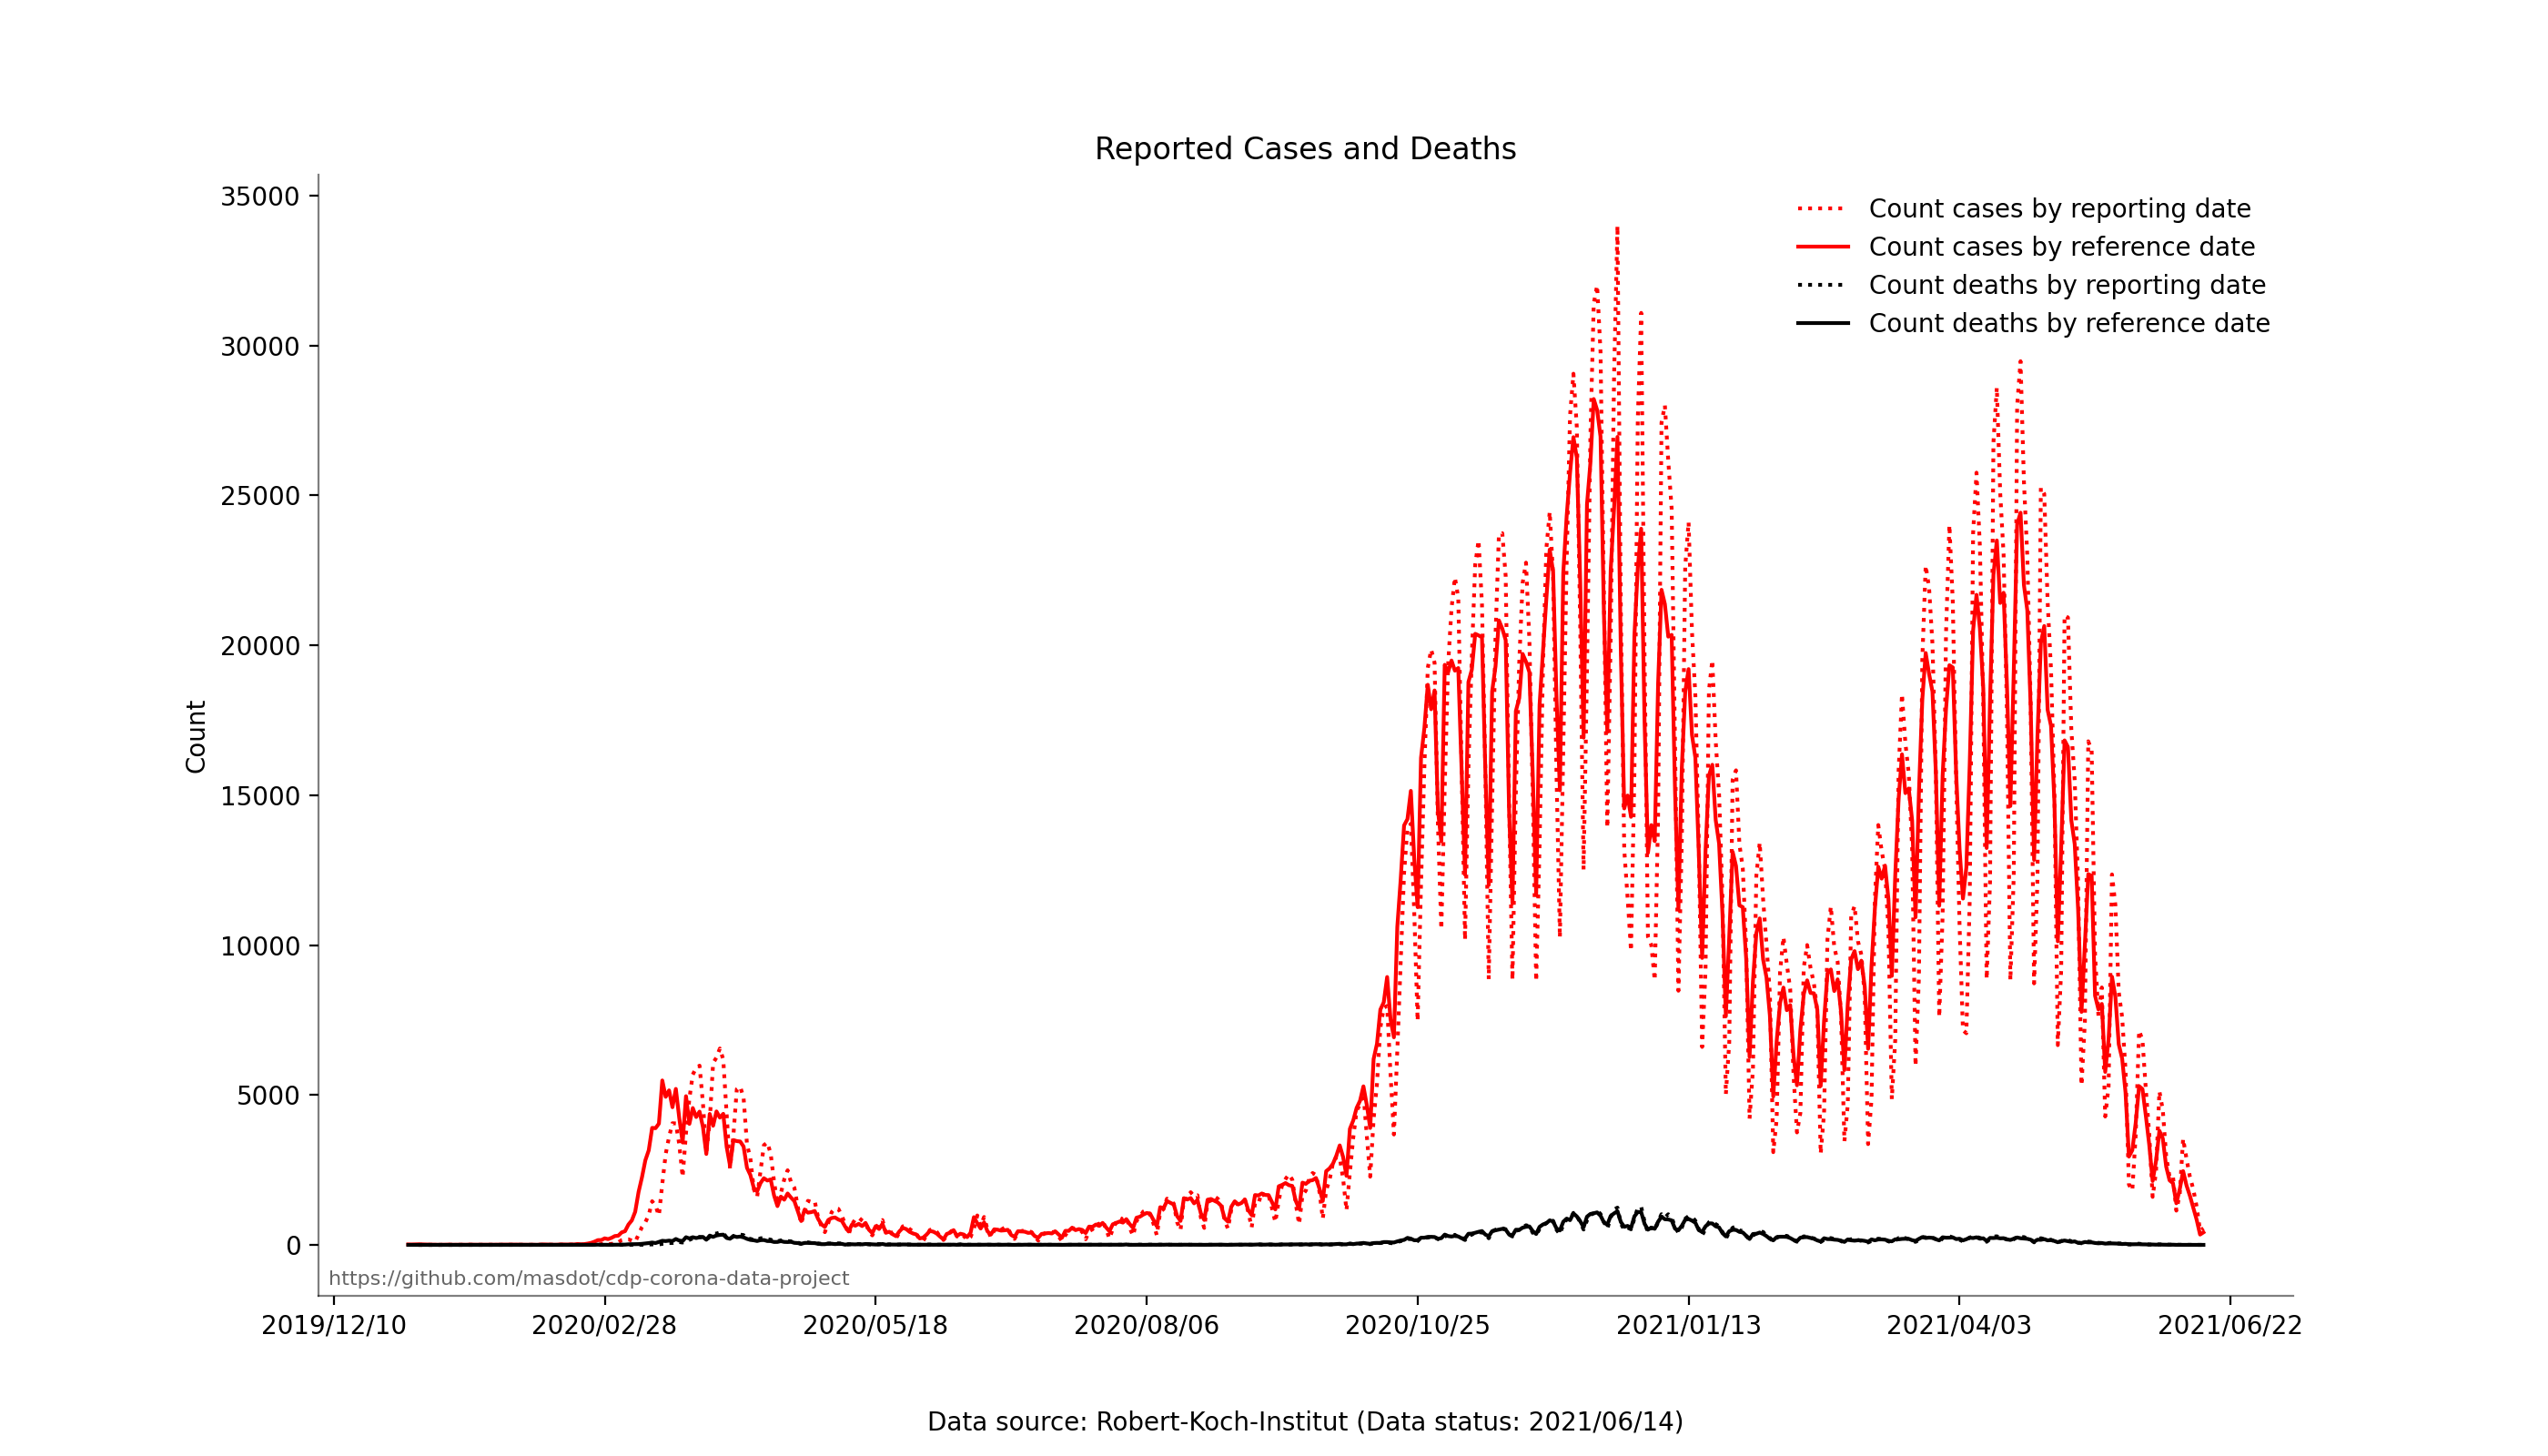 Reported Cases and Deaths
35000
30000
25000
20000
15000
10000
5000
0
Count
Count cases by reporting date
Count cases by reference date
Count deaths by reporting date
Count deaths by reference date
https://github.com/masdot/cdp-corona-data-project
2019/12/10 2020/02/28 2020/05/18 2020/08/06 2020/10/25 2021/01/13 2021/04/03 2021/06/22
Data source: Robert-Koch-Institut (Data status: 2021/06/14)